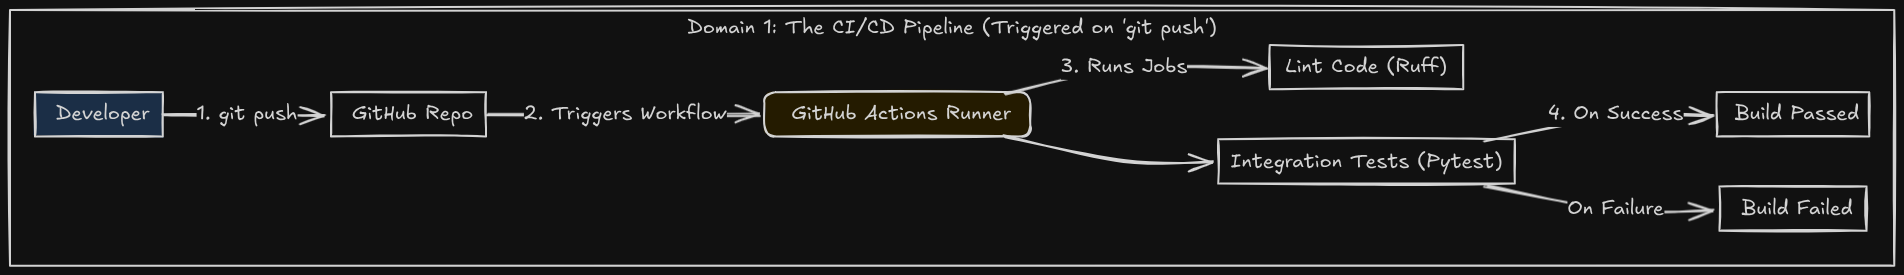 Domain 1: The CI/CD Pipeline (Triggered on 'git push')
Developer
1. git push
GitHub Repo
2. Triggers Workflow
GitHub Actions Runner
3. Runs Jobs
Lint Code (Ruff)
Integration Tests (Pytest)
4. On Success
Build Passed
On Failure
Build Failed